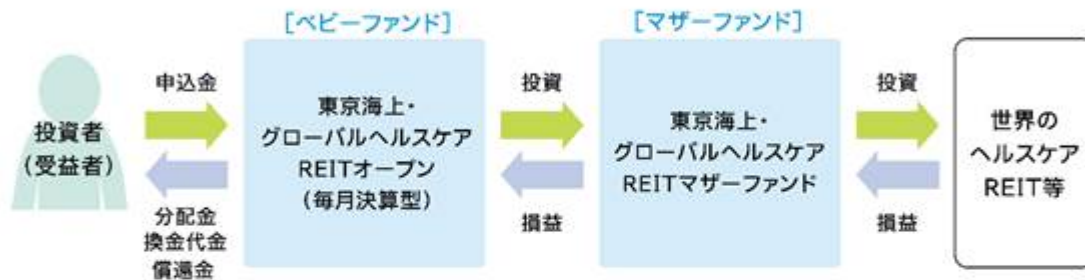 [ベビーファンド]
[マザーファンド]
投資者
(受益者)
申込金
分配金
換金代金
償還金
東京海上・
グローバルヘルスケア
REITオープン
(毎月決算型)
投資
損益
東京海上・
グローバルヘルスケア
REITマザーファンド
投資
損益
世界の
ヘルスケア
REIT等